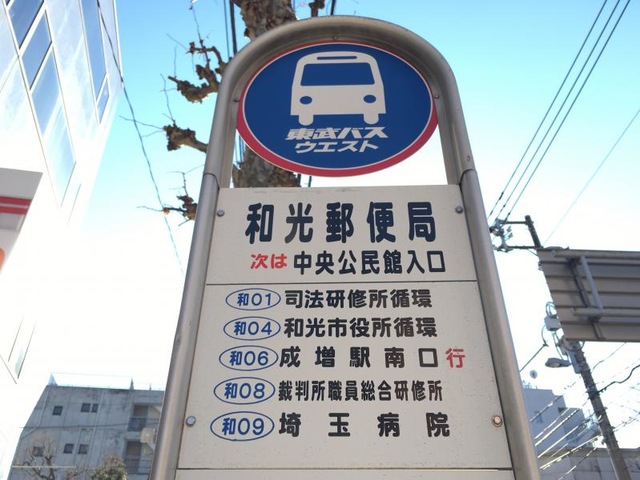 東武バス
ウエスト
和光郵便局
次は 中央公民館入口
和01 司法研修所循環
和04 和光市役所循環
和06 成増駅南口行
和08 裁判所職員総合研修所
和09 埼玉病院